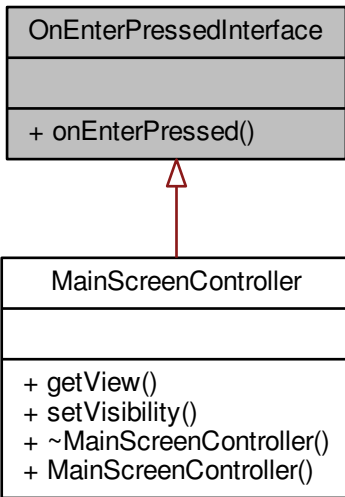 OnEnterPressedInterface
+ onEnterPressed()
MainScreenController
+ getView()
+ setVisibility()
+ ~MainScreenController()
+ MainScreenController()